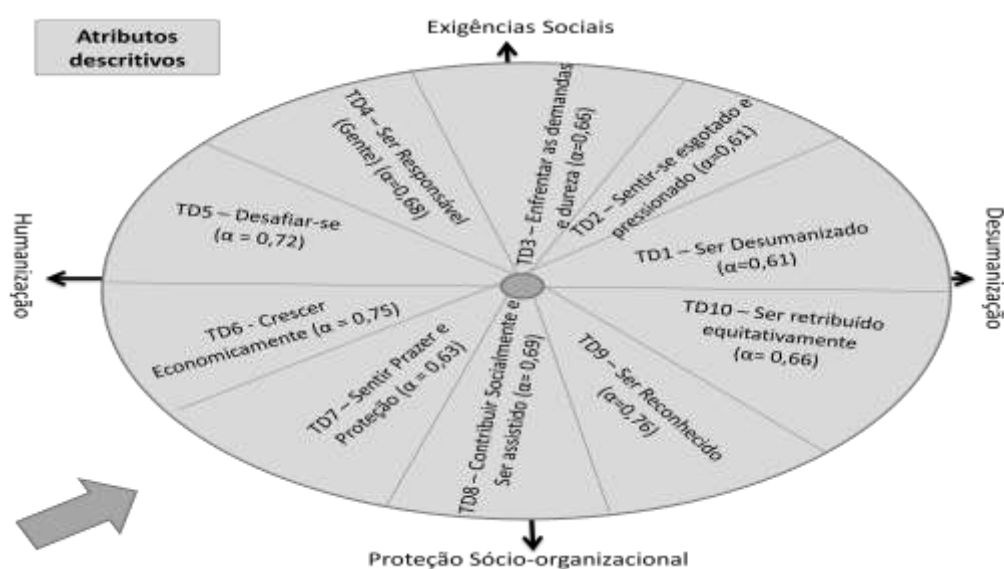 Atributos
descritivos
Exigências Sociais
TD4 – Ser Responsável
(Gente) (α=0,68)
TD3 – Enfrentar as demandas
e dureza (α=0,66)
TD2 – Sentir-se esgotado e
pressionado (α=0,61)
TD5 – Desafiar-se
(α = 0,72)
TD1 – Ser Desumanizado
(α=0,61)
Humanização
Desumanização
TD6 - Crescer
Economicamente (α = 0,75)
TD10 – Ser retribuído
equitativamente
(α= 0,66)
TD7 – Sentir Prazer e
Proteção (α = 0,63)
TD8 – Contribuir Socialmente e
Ser assistido (α= 0,69)
TD9 – Ser Reconhecido
(α=0,76)
Proteção Sócio-organizacional